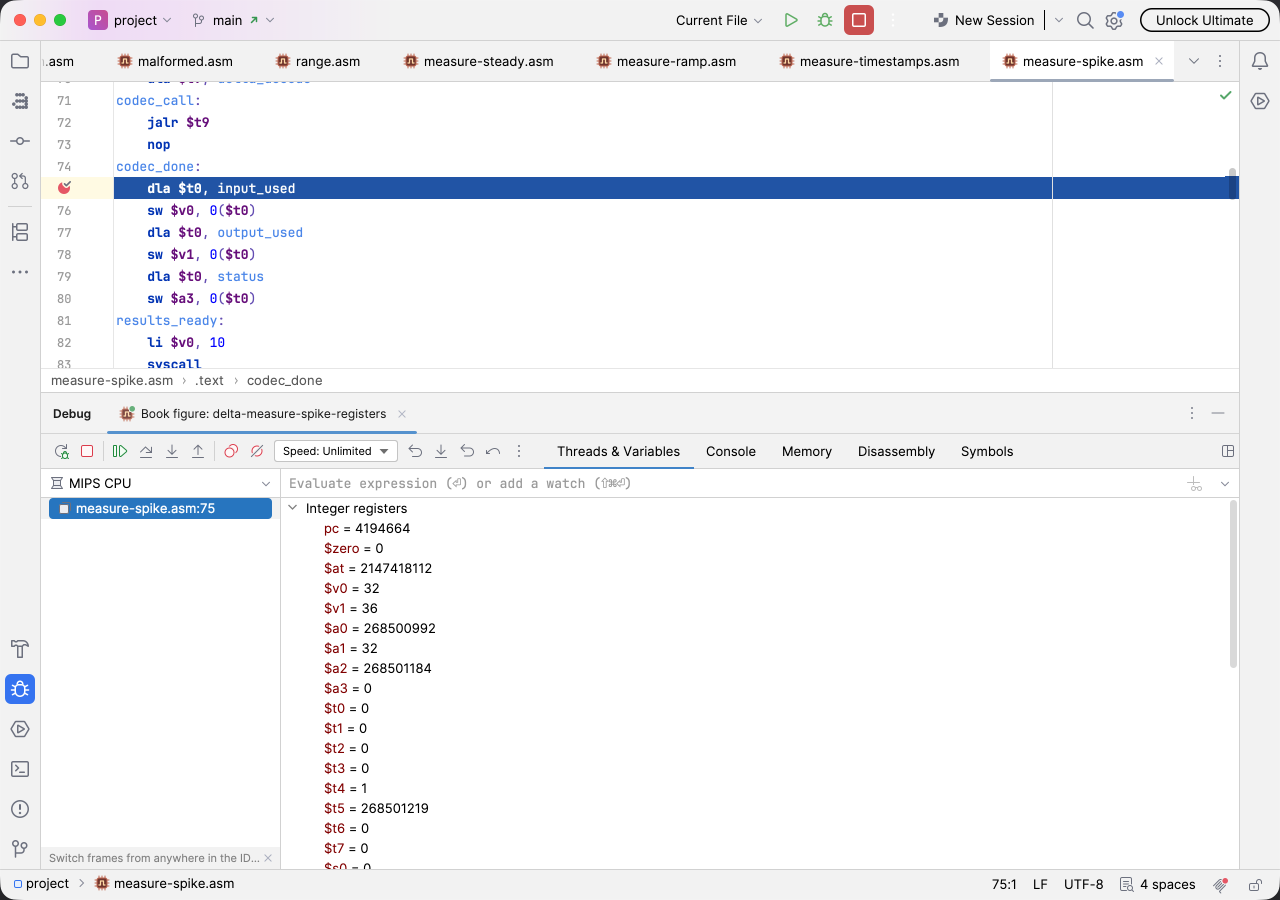 P project main Current File New Session Unlock Ultimate
.asm malformed.asm range.asm measure-steady.asm measure-ramp.asm measure-timestamps.asm measure-spike.asm
71 codec_call:
72 jalr $t9
73 nop
74 codec_done:
dla $t0, input_used
76 sw $v0, 0($t0)
77 dla $t0, output_used
78 sw $v1, 0($t0)
79 dla $t0, status
80 sw $a3, 0($t0)
81 results_ready:
82 li $v0, 10
83 syscall
measure-spike.asm › .text › codec_done
Debug Book figure: delta-measure-spike-registers
Speed: Unlimited Threads & Variables Console Memory Disassembly Symbols
MIPS CPU Evaluate expression (⏎) or add a watch (⇧⌘⏎)
measure-spike.asm:75 Integer registers
pc = 4194664
$zero = 0
$at = 2147418112
$v0 = 32
$v1 = 36
$a0 = 268500992
$a1 = 32
$a2 = 268501184
$a3 = 0
$t0 = 0
$t1 = 0
$t2 = 0
$t3 = 0
$t4 = 1
$t5 = 268501219
$t6 = 0
$t7 = 0
$s0 = 0
Switch frames from anywhere in the ID...
project › measure-spike.asm 75:1 LF UTF-8 4 spaces